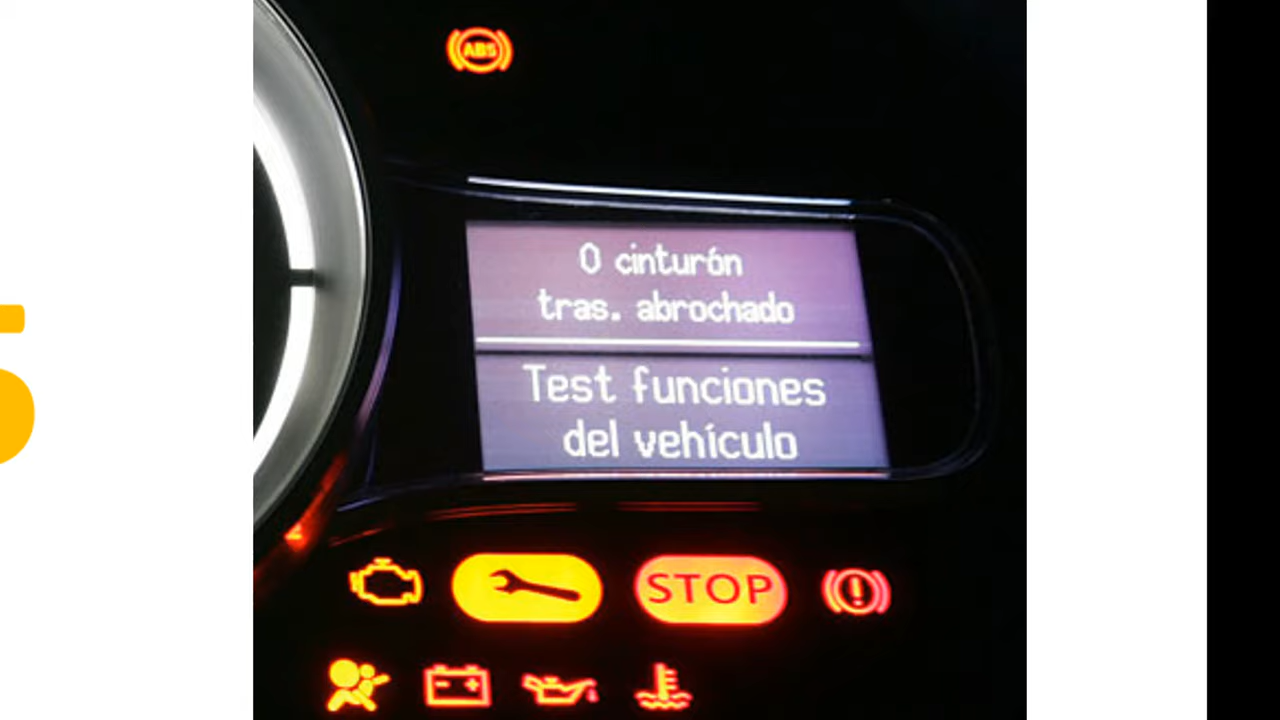 ABS
0 cinturón
tras. abrochado
Test funciones
del vehículo
STOP